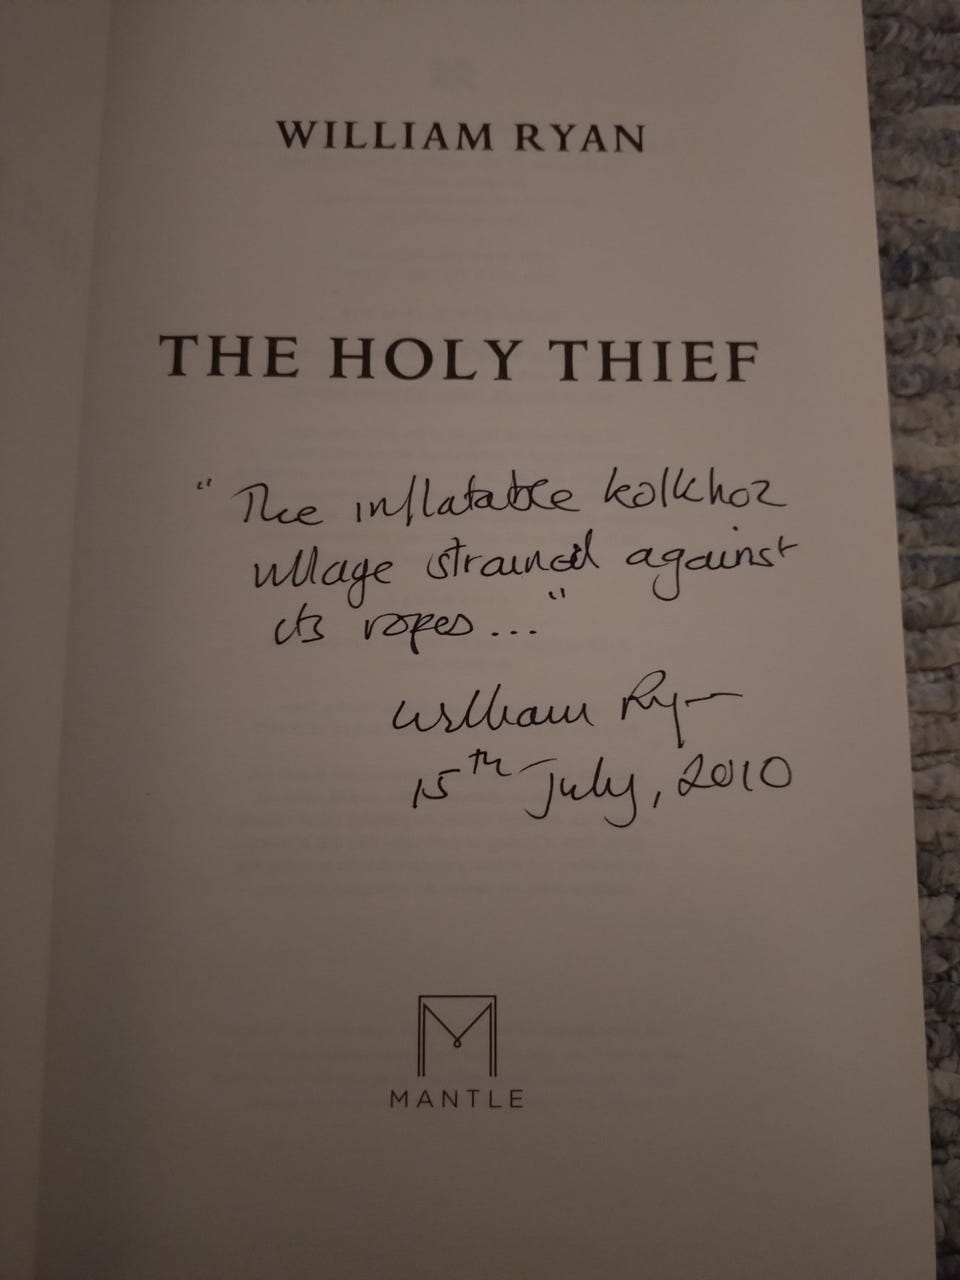 WILLIAM RYAN
THE HOLY THIEF
" The inflatable kolkhoz
village strained against
its ropes... "
William Ryan
15th July, 2010
M
MANTLE